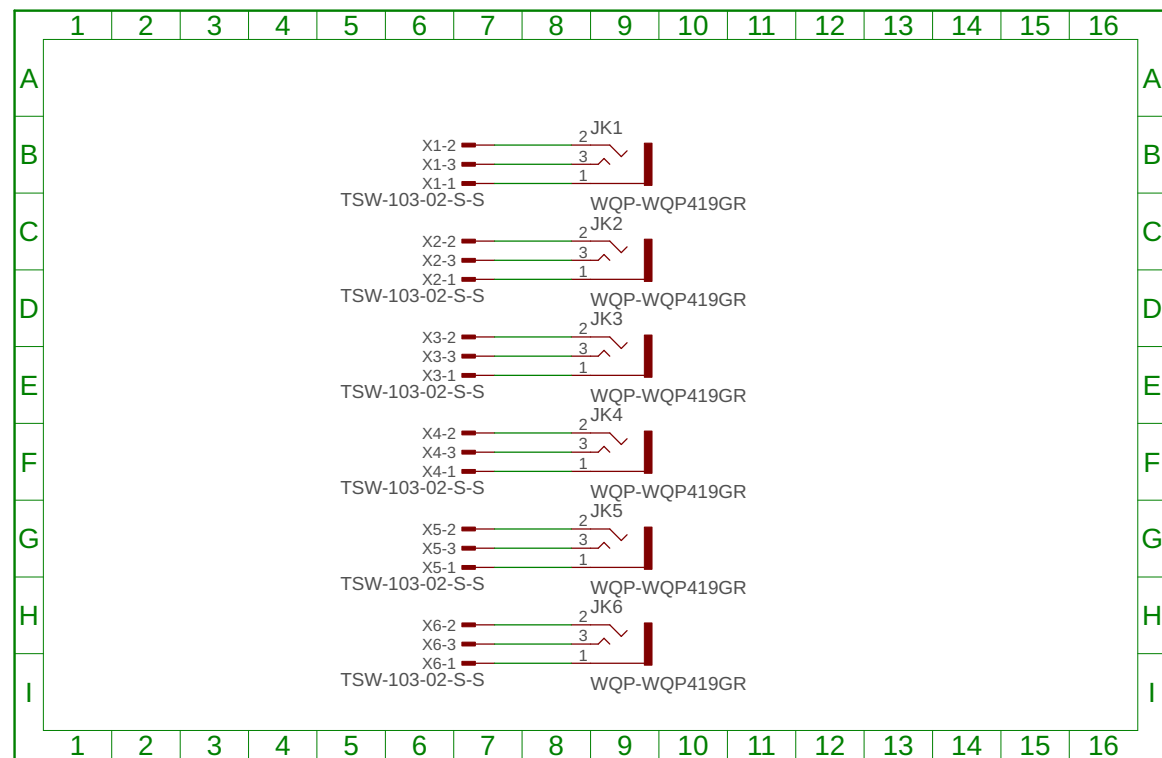 1 2 3 4 5 6 7 8 9 10 11 12 13 14 15 16
A A
JK1
X1-2 2
B B
X1-3 3
X1-1 1
TSW-103-02-S-S WQP-WQP419GR
JK2
C C
X2-2 2
X2-3 3
X2-1 1
TSW-103-02-S-S WQP-WQP419GR
D D
JK3
X3-2 2
X3-3 3
X3-1 1
E E
TSW-103-02-S-S WQP-WQP419GR
JK4
X4-2 2
X4-3 3
F F
X4-1 1
TSW-103-02-S-S WQP-WQP419GR
JK5
X5-2 2
G G
X5-3 3
X5-1 1
TSW-103-02-S-S WQP-WQP419GR
JK6
H H
X6-2 2
X6-3 3
X6-1 1
TSW-103-02-S-S WQP-WQP419GR
I I
1 2 3 4 5 6 7 8 9 10 11 12 13 14 15 16